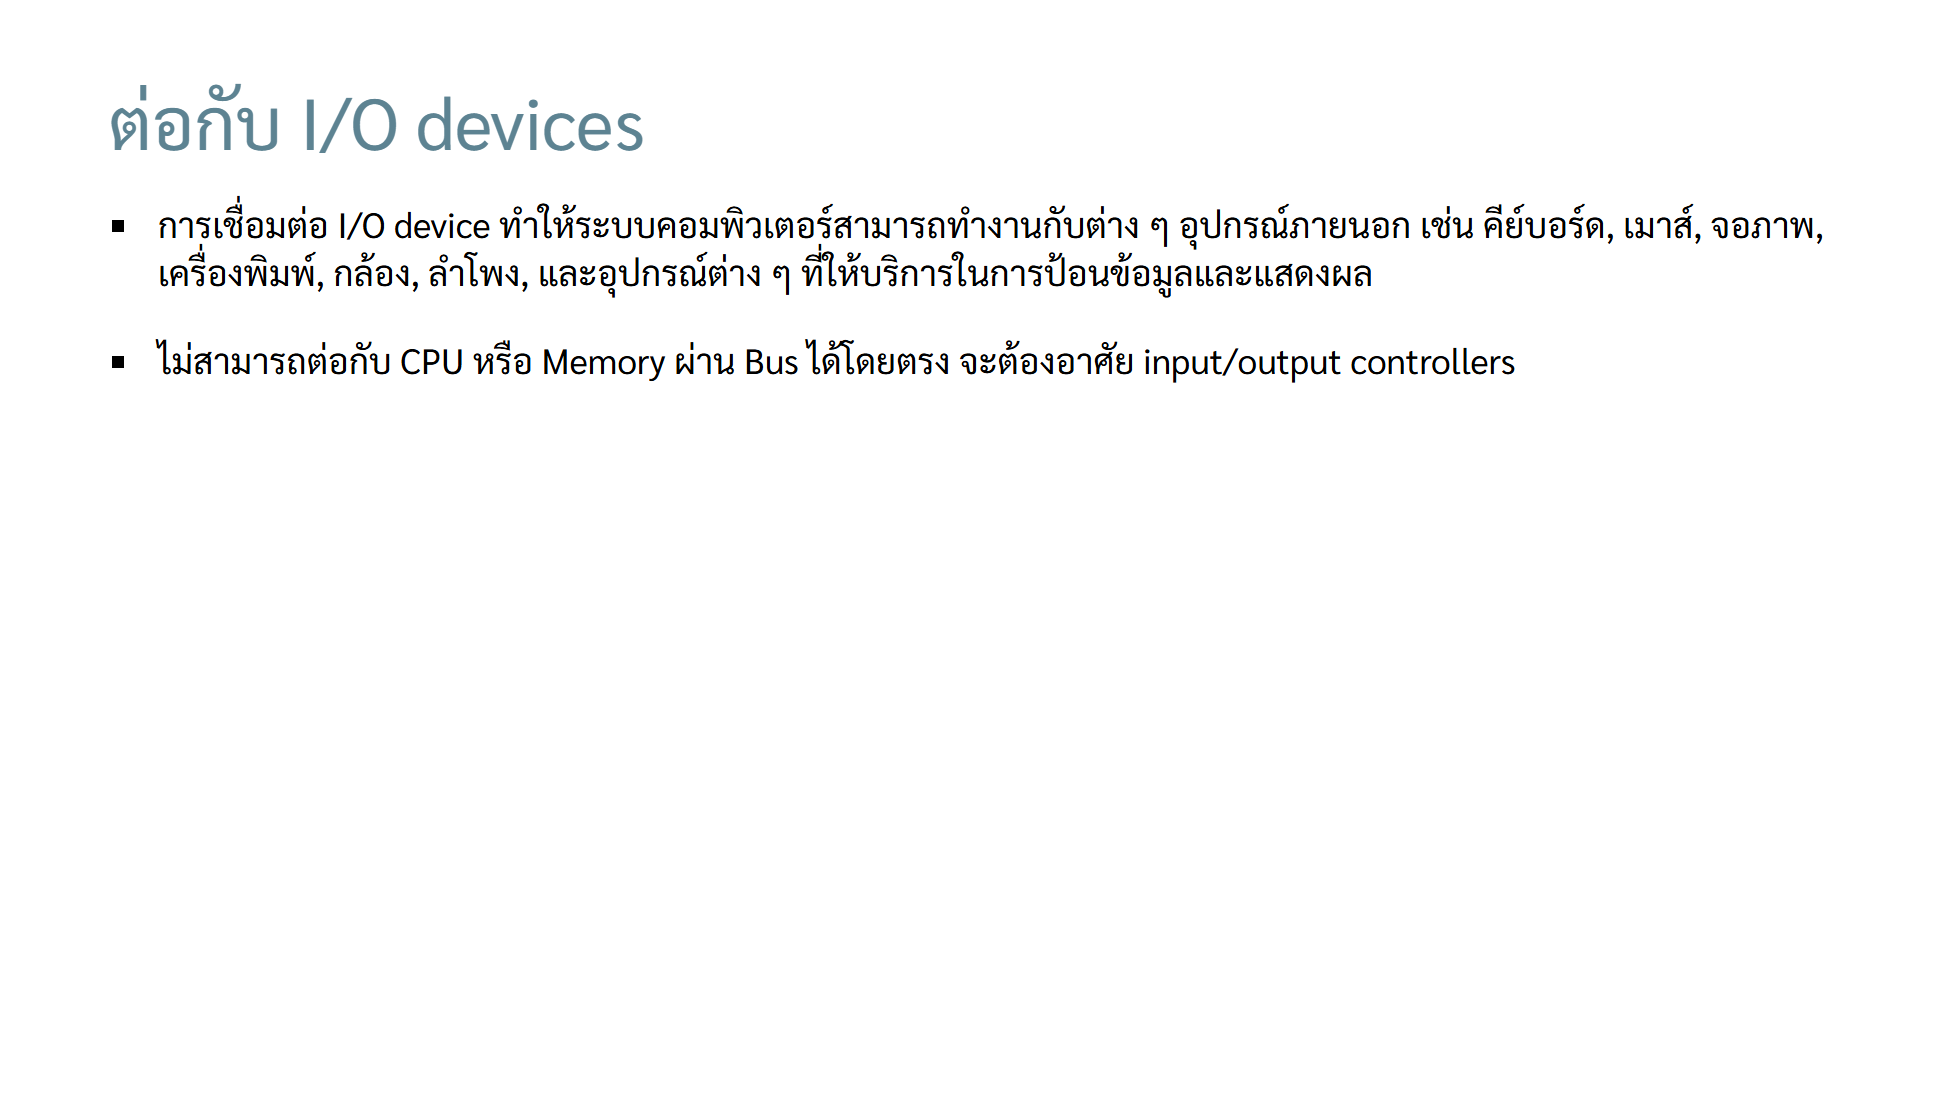 ต่อกับ I/O devices
▪ การเชื่อมต่อ I/O device ทำให้ระบบคอมพิวเตอร์สามารถทำงานกับต่าง ๆ อุปกรณ์ภายนอก เช่น คีย์บอร์ด, เมาส์, จอภาพ,
เครื่องพิมพ์, กล้อง, ลำโพง, และอุปกรณ์ต่าง ๆ ที่ให้บริการในการป้อนข้อมูลและแสดงผล
▪ ไม่สามารถต่อกับ CPU หรือ Memory ผ่าน Bus ได้โดยตรง จะต้องอาศัย input/output controllers